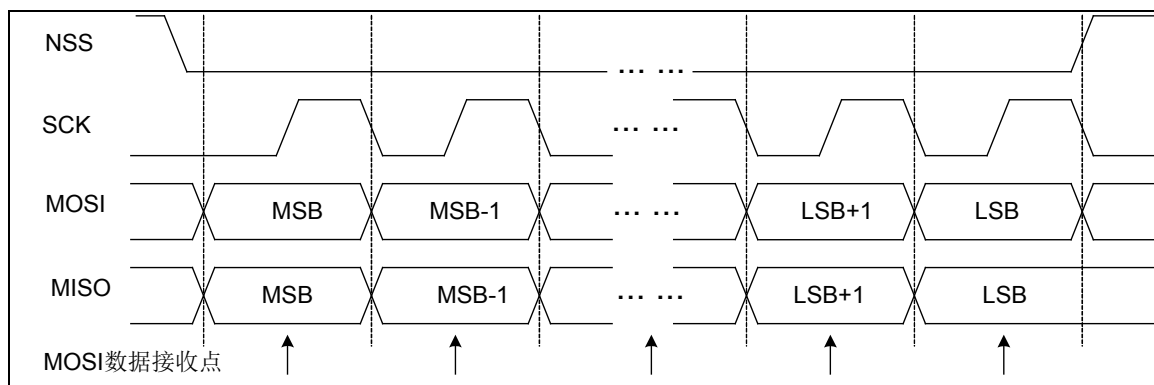 NSS
... ...
SCK
... ...
MOSI
MSB
MSB-1
... ...
LSB+1
LSB
MISO
MSB
MSB-1
... ...
LSB+1
LSB
MOSI数据接收点